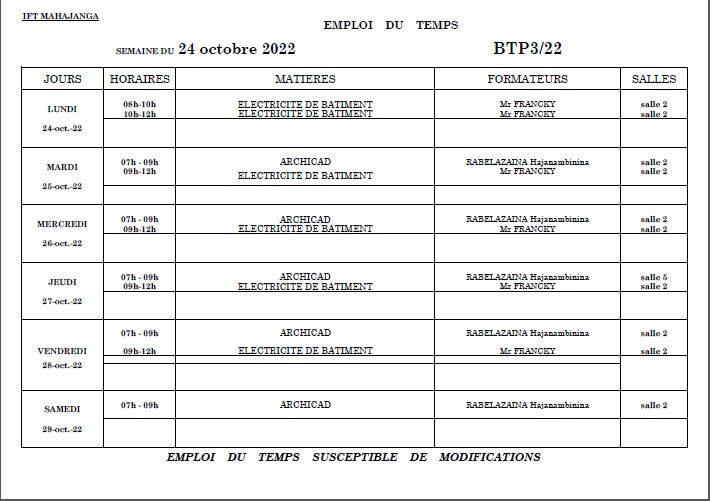 IFT MAHAJANGA
EMPLOI DU TEMPS
SEMAINE DU 24 octobre 2022 BTP3/22
JOURS HORAIRES MATIERES FORMATEURS SALLES
LUNDI 08h-10h ELECTRICITE DE BATIMENT Mr FRANCKY salle 2
10h-12h ELECTRICITE DE BATIMENT Mr FRANCKY salle 2
24-oct.-22
MARDI 07h - 09h ARCHICAD RABELAZAINA Hajanambinina salle 2
09h-12h ELECTRICITE DE BATIMENT Mr FRANCKY salle 2
25-oct.-22
MERCREDI 07h - 09h ARCHICAD RABELAZAINA Hajanambinina salle 2
09h-12h ELECTRICITE DE BATIMENT Mr FRANCKY salle 2
26-oct.-22
JEUDI 07h - 09h ARCHICAD RABELAZAINA Hajanambinina salle 5
09h-12h ELECTRICITE DE BATIMENT Mr FRANCKY salle 2
27-oct.-22
07h - 09h ARCHICAD RABELAZAINA Hajanambinina salle 2
VENDREDI 09h-12h ELECTRICITE DE BATIMENT Mr FRANCKY salle 2
28-oct.-22
SAMEDI 07h - 09h ARCHICAD RABELAZAINA Hajanambinina salle 2
29-oct.-22
EMPLOI DU TEMPS SUSCEPTIBLE DE MODIFICATIONS